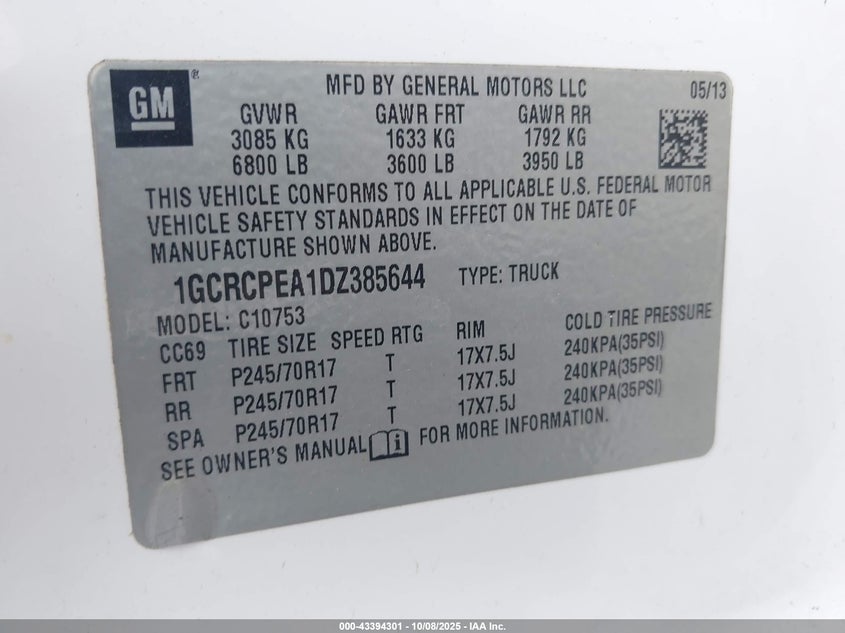 GM®
MFD BY GENERAL MOTORS LLC 05/13
GVWR GAWR FRT GAWR RR
3085 KG 1633 KG 1792 KG
6800 LB 3600 LB 3950 LB
THIS VEHICLE CONFORMS TO ALL APPLICABLE U.S. FEDERAL MOTOR
VEHICLE SAFETY STANDARDS IN EFFECT ON THE DATE OF
MANUFACTURE SHOWN ABOVE.
1GCRCPEA1DZ385644 TYPE: TRUCK
MODEL: C10753
CC69 TIRE SIZE SPEED RTG RIM COLD TIRE PRESSURE
FRT P245/70R17 T 17X7.5J 240KPA(35PSI)
RR P245/70R17 T 17X7.5J 240KPA(35PSI)
SPA P245/70R17 T 17X7.5J 240KPA(35PSI)
SEE OWNER'S MANUAL i FOR MORE INFORMATION.
000-43394301 - 10/08/2025 - IAA Inc.